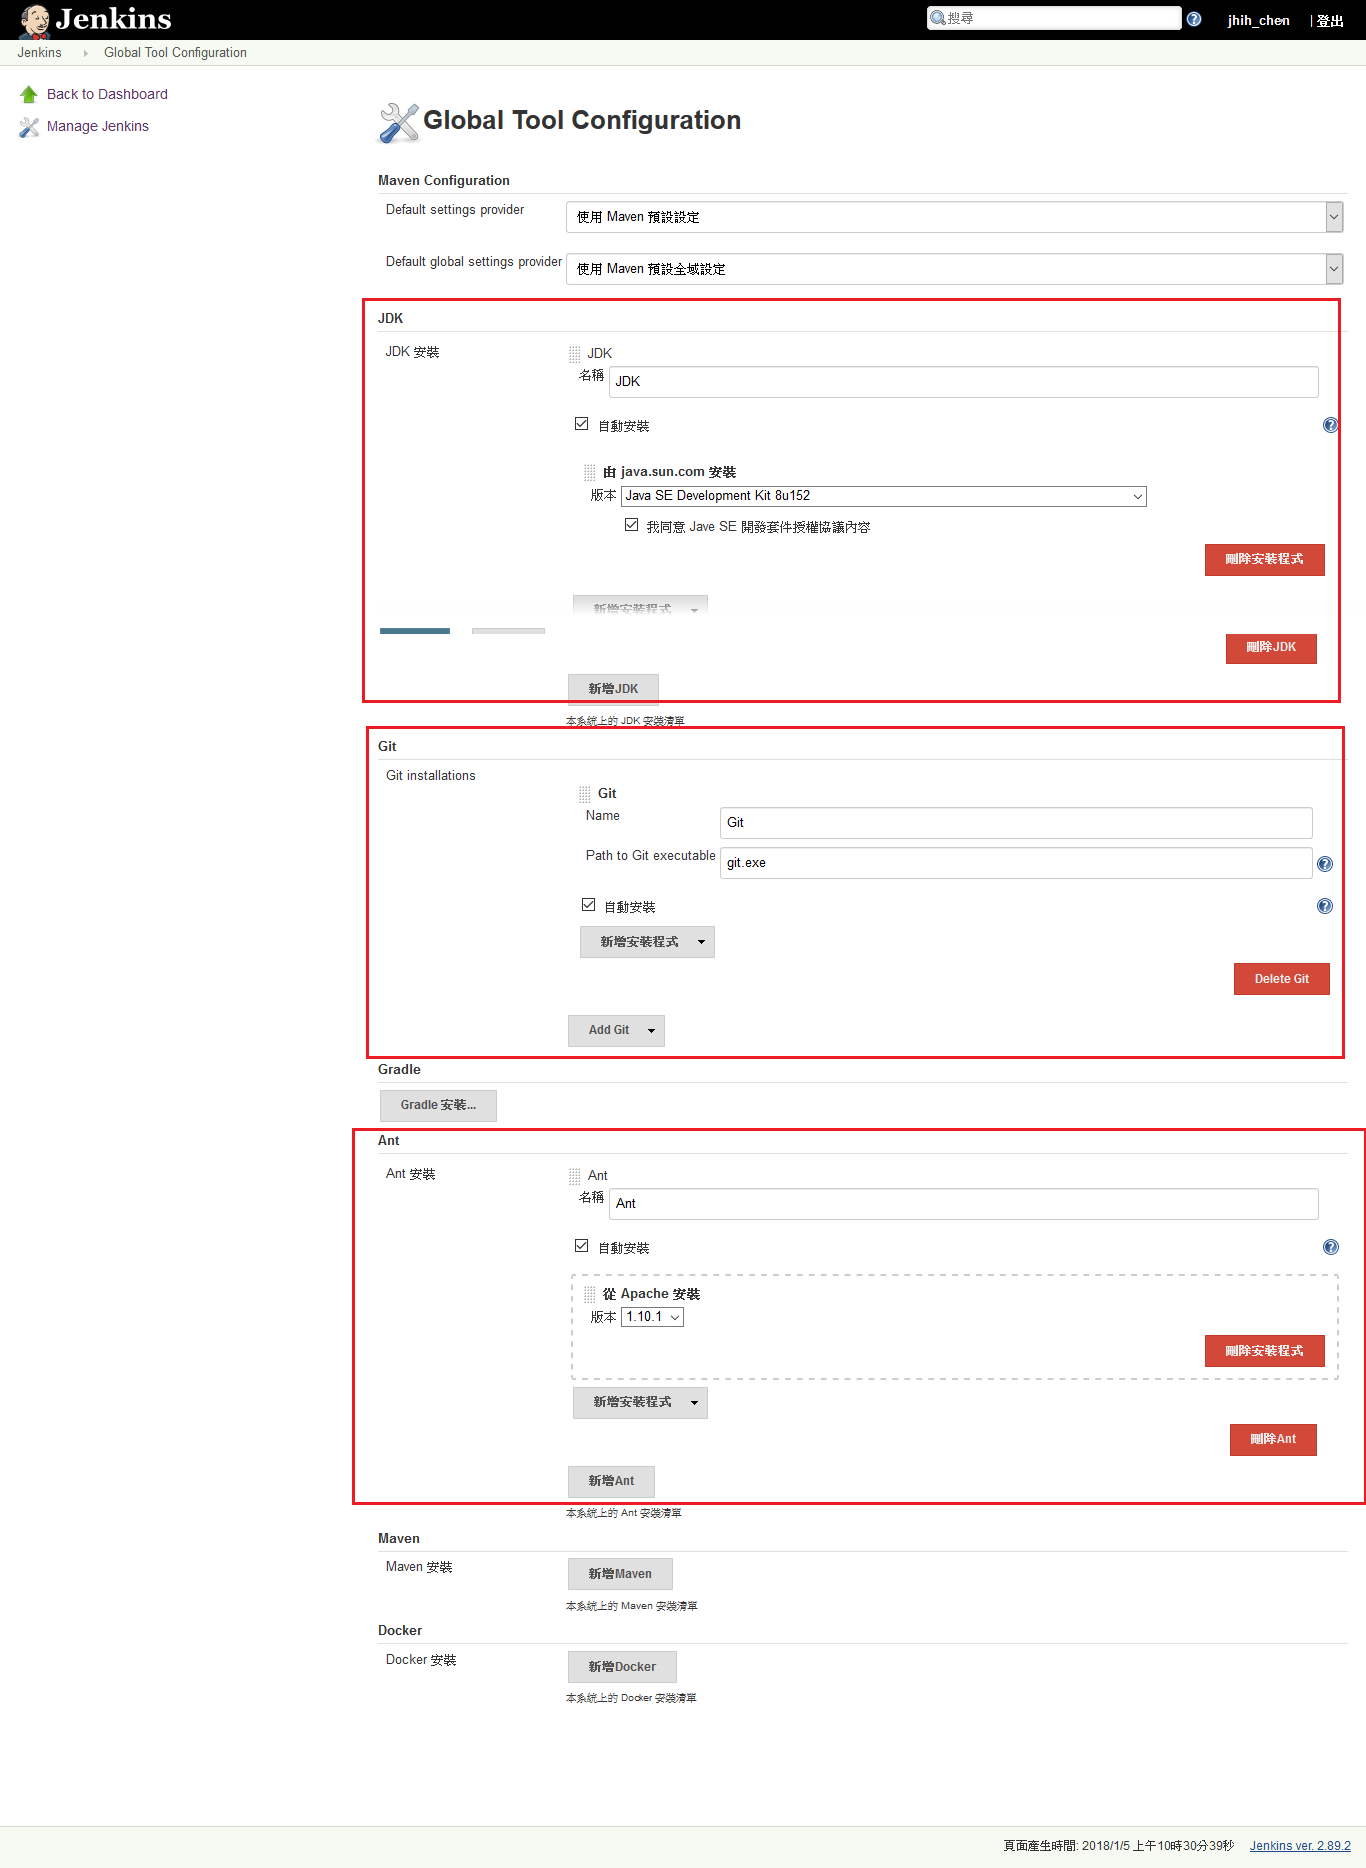 Jenkins
搜尋
jhih_chen | 登出
Jenkins Global Tool Configuration
Back to Dashboard
Manage Jenkins
Global Tool Configuration
Maven Configuration
Default settings provider
使用 Maven 預設設定
Default global settings provider
使用 Maven 預設全域設定
JDK
JDK 安裝
JDK
名稱
JDK
自動安裝
由 java.sun.com 安裝
版本
Java SE Development Kit 8u152
我同意 Jave SE 開發套件授權協議內容
刪除安裝程式
新增安裝程式
刪除JDK
新增JDK
本系統上的 JDK 安裝清單
Git
Git installations
Git
Name
Git
Path to Git executable
git.exe
自動安裝
新增安裝程式
Delete Git
Add Git
Gradle
Gradle 安裝...
Ant
Ant 安裝
Ant
名稱
Ant
自動安裝
從 Apache 安裝
版本
1.10.1
刪除安裝程式
新增安裝程式
刪除Ant
新增Ant
本系統上的 Ant 安裝清單
Maven
Maven 安裝
新增Maven
本系統上的 Maven 安裝清單
Docker
Docker 安裝
新增Docker
本系統上的 Docker 安裝清單
頁面產生時間: 2018/1/5 上午10時30分39秒 Jenkins ver. 2.89.2